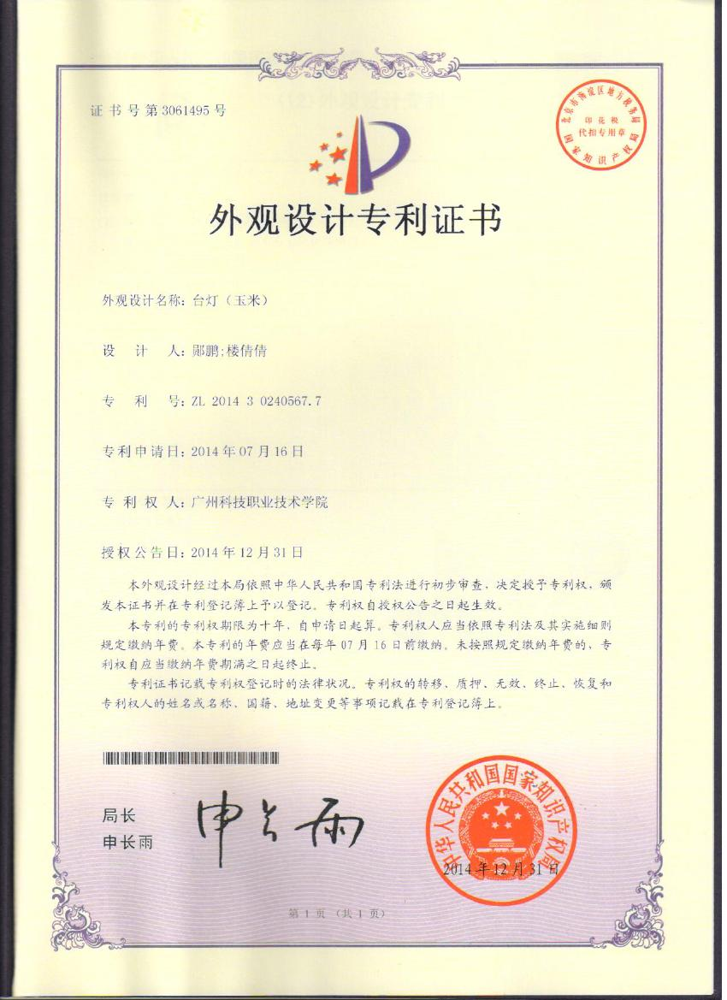 证书号第3061495号
北京市海淀区地方税务局
印花税
代扣专用章
国家知识产权局
外观设计专利证书
外观设计名称：台灯（玉米）
设计人：郧鹏;楼倩倩
专利号：ZL 2014 3 0240567.7
专利申请日：2014年07月16日
专利权人：广州科技职业技术学院
授权公告日：2014年12月31日
本外观设计经过本局依照中华人民共和国专利法进行初步审查，决定授予专利权，颁
发本证书并在专利登记簿上予以登记。专利权自授权公告之日起生效。
本专利的专利权期限为十年，自申请日起算。专利权人应当依照专利法及其实施细则
规定缴纳年费。本专利的年费应当在每年07月16日前缴纳。未按照规定缴纳年费的，专
利权自应当缴纳年费期满之日起终止。
专利证书记载专利权登记时的法律状况。专利权的转移、质押、无效、终止、恢复和
专利权人的姓名或名称、国籍、地址变更等事项记载在专利登记簿上。
局长
申长雨
申长雨
中华人民共和国国家知识产权局
2014年12月31日
第1页（共1页）